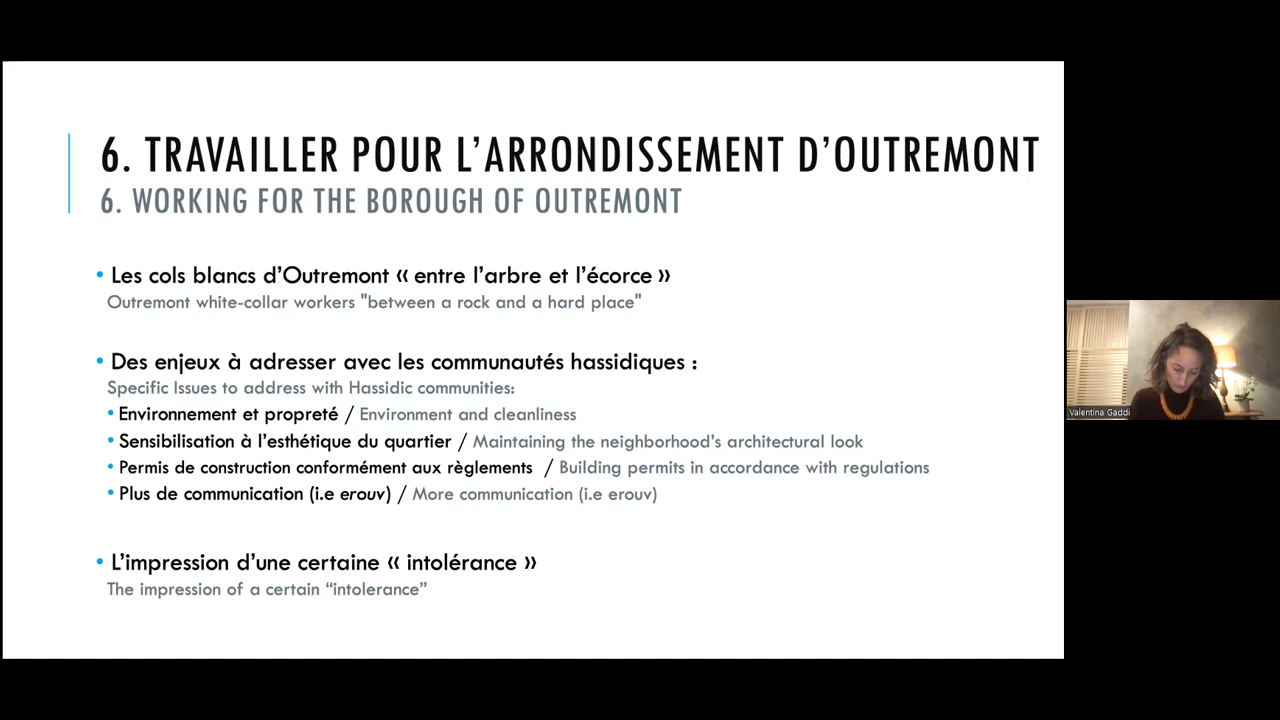 6. TRAVAILLER POUR L'ARRONDISSEMENT D'OUTREMONT
6. WORKING FOR THE BOROUGH OF OUTREMONT
• Les cols blancs d'Outremont « entre l'arbre et l'écorce »
Outremont white-collar workers "between a rock and a hard place"
• Des enjeux à adresser avec les communautés hassidiques :
Specific Issues to address with Hassidic communities:
• Environnement et propreté / Environment and cleanliness
• Sensibilisation à l'esthétique du quartier / Maintaining the neighborhood's architectural look
• Permis de construction conformément aux règlements / Building permits in accordance with regulations
• Plus de communication (i.e erouv) / More communication (i.e erouv)
• L'impression d'une certaine « intolérance »
The impression of a certain “intolerance”
Valentina Gaddi